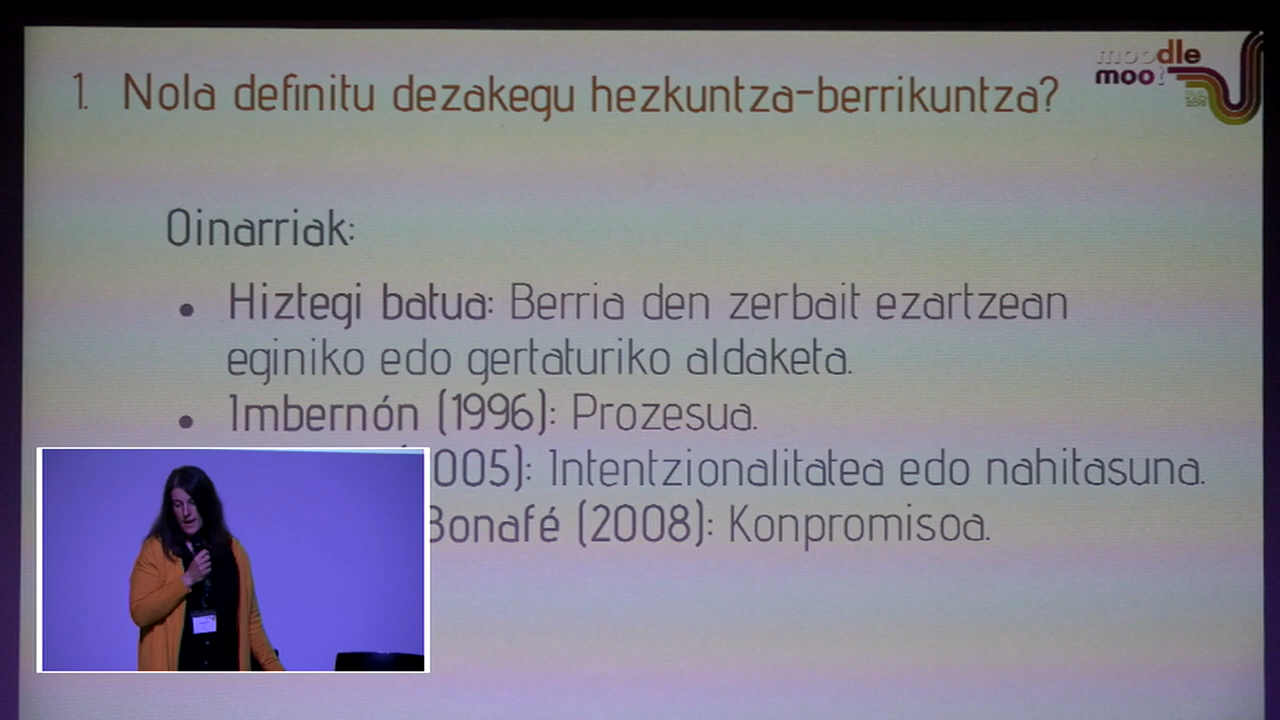 moodle
moot
1. Nola definitu dezakegu hezkuntza-berrikuntza?
Oinarriak:
• Hiztegi batua: Berria den zerbait ezartzean
eginiko edo gertaturiko aldaketa.
• Imbernón (1996): Prozesua.
005): Intentzionalitatea edo nahitasuna.
Bonafé (2008): Konpromisoa.